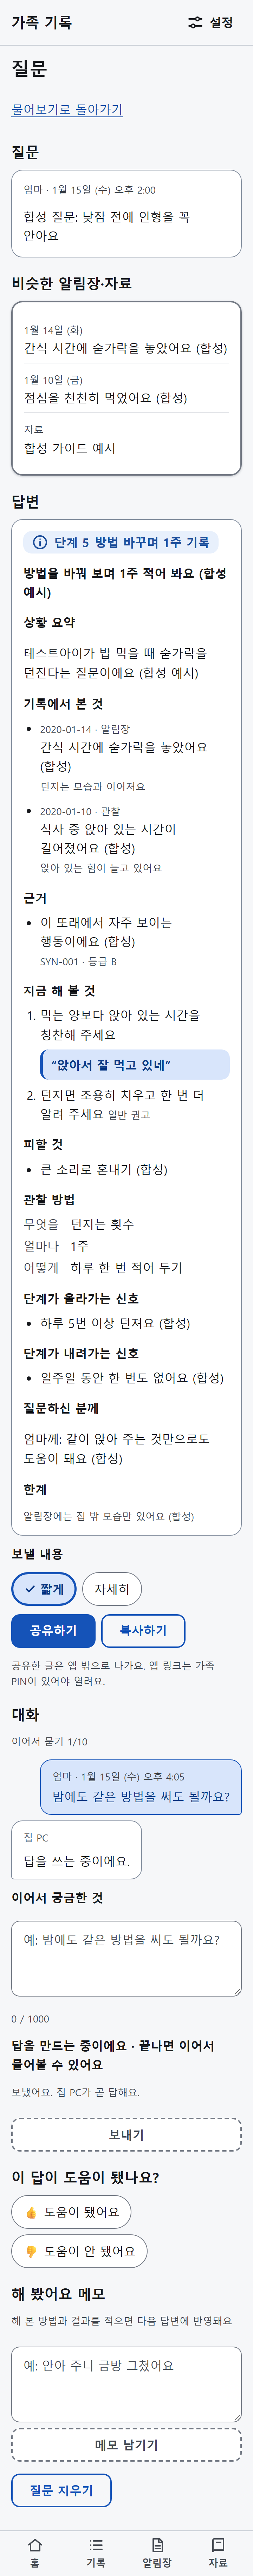 가족 기록
설정
질문
물어보기로 돌아가기
질문
엄마 · 1월 15일 (수) 오후 2:00
합성 질문: 낮잠 전에 인형을 꼭
안아요
비슷한 알림장·자료
1월 14일 (화)
간식 시간에 숟가락을 놓았어요 (합성)
1월 10일 (금)
점심을 천천히 먹었어요 (합성)
자료
합성 가이드 예시
답변
단계 5 방법 바꾸며 1주 기록
방법을 바꿔 보며 1주 적어 봐요 (합성
예시)
상황 요약
테스트아이가 밥 먹을 때 숟가락을
던진다는 질문이에요 (합성 예시)
기록에서 본 것
• 2020-01-14 · 알림장
간식 시간에 숟가락을 놓았어요
(합성)
던지는 모습과 이어져요
• 2020-01-10 · 관찰
식사 중 앉아 있는 시간이
길어졌어요 (합성)
앉아 있는 힘이 늘고 있어요
근거
• 이 또래에서 자주 보이는
행동이에요 (합성)
SYN-001 · 등급 B
지금 해 볼 것
1. 먹는 양보다 앉아 있는 시간을
칭찬해 주세요
“앉아서 잘 먹고 있네”
2. 던지면 조용히 치우고 한 번 더
알려 주세요 일반 권고
피할 것
• 큰 소리로 혼내기 (합성)
관찰 방법
무엇을 던지는 횟수
얼마나 1주
어떻게 하루 한 번 적어 두기
단계가 올라가는 신호
• 하루 5번 이상 던져요 (합성)
단계가 내려가는 신호
• 일주일 동안 한 번도 없어요 (합성)
질문하신 분께
엄마께: 같이 앉아 주는 것만으로도
도움이 돼요 (합성)
한계
알림장에는 집 밖 모습만 있어요 (합성)
보낼 내용
짧게
자세히
공유하기
복사하기
공유한 글은 앱 밖으로 나가요. 앱 링크는 가족
PIN이 있어야 열려요.
대화
이어서 묻기 1/10
엄마 · 1월 15일 (수) 오후 4:05
밤에도 같은 방법을 써도 될까요?
집 PC
답을 쓰는 중이에요.
이어서 궁금한 것
예: 밤에도 같은 방법을 써도 될까요?
0 / 1000
답을 만드는 중이에요 · 끝나면 이어서
물어볼 수 있어요
보냈어요. 집 PC가 곧 답해요.
보내기
이 답이 도움이 됐나요?
👍 도움이 됐어요
👎 도움이 안 됐어요
해 봤어요 메모
해 본 방법과 결과를 적으면 다음 답변에 반영돼요
예: 안아 주니 금방 그쳤어요
메모 남기기
질문 지우기
홈
기록
알림장
자료